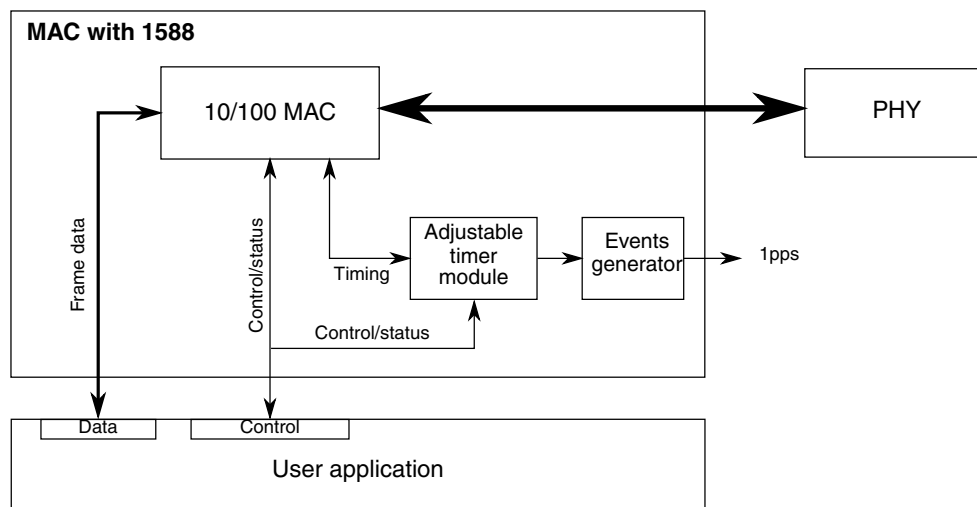 MAC with 1588
10/100 MAC
PHY
Frame data
Control/status
Timing
Adjustable
timer
module
Events
generator
1pps
Control/status
Data
Control
User application